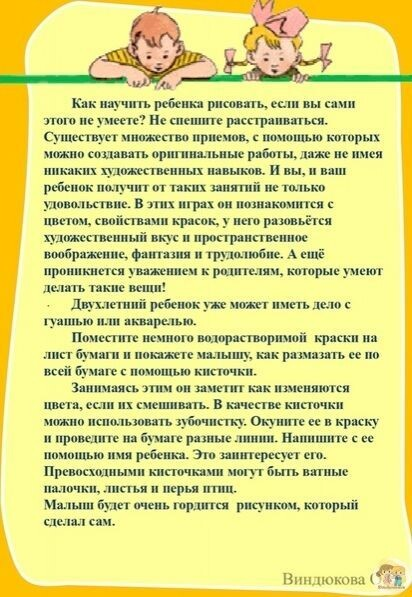 Как научить ребенка рисовать, если вы сами
этого не умеете? Не спешите расстраиваться.
Существует множество приемов, с помощью которых
можно создавать оригинальные работы, даже не имея
никаких художественных навыков. И вы, и ваш
ребенок получит от таких занятий не только
удовольствие. В этих играх он познакомится с
цветом, свойствами красок, у него разовьётся
художественный вкус и пространственное
воображение, фантазия и трудолюбие. А ещё
проникнется уважением к родителям, которые умеют
делать такие вещи!
Двухлетний ребенок уже может иметь дело с
гуашью или акварелью.
Поместите немного водорастворимой краски на
лист бумаги и покажете малышу, как размазать ее по
всей бумаге с помощью кисточки.
Занимаясь этим он заметит как изменяются
цвета, если их смешивать. В качестве кисточки
можно использовать зубочистку. Окуните ее в краску
и проведите на бумаге разные линии. Напишите с ее
помощью имя ребенка. Это заинтересует его.
Превосходными кисточками могут быть ватные
палочки, листья и перья птиц.
Малыш будет очень гордится рисунком, который
сделал сам.
Виндюкова О